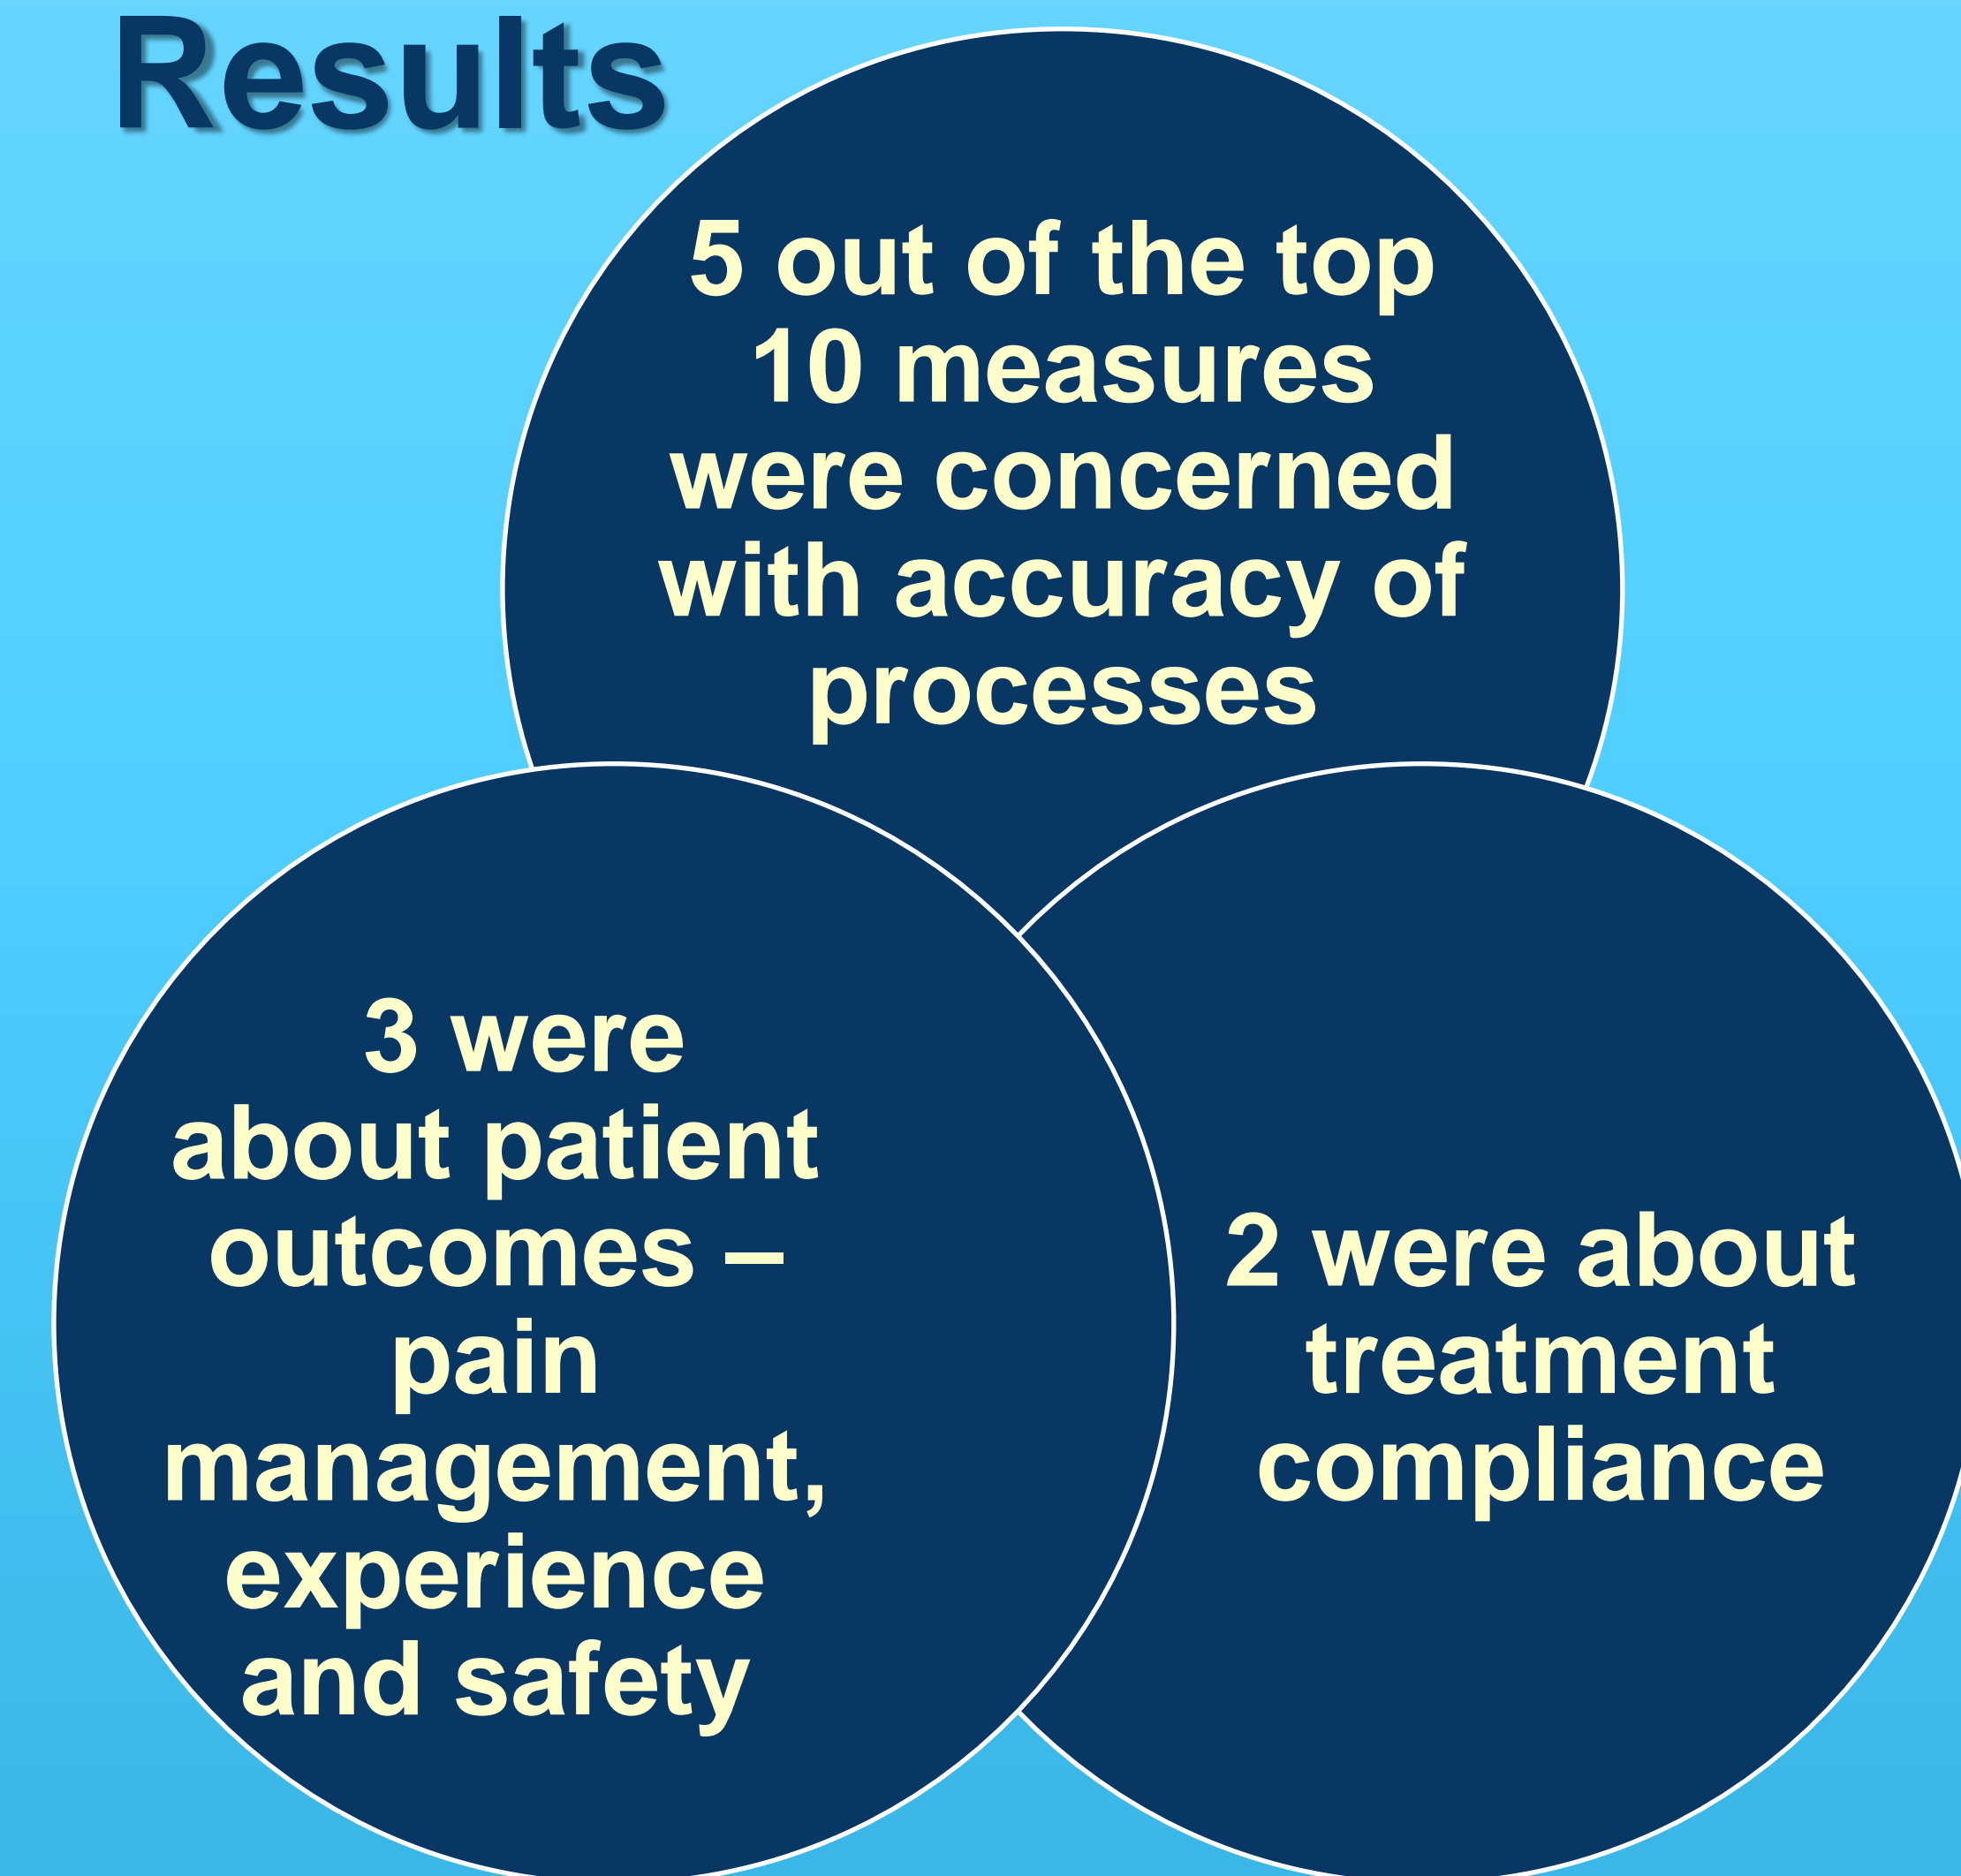 Results
5 out of the top
10 measures
were concerned
with accuracy of
processes
3 were
about patient
outcomes –
pain
management,
experience
and safety
2 were about
treatment
compliance